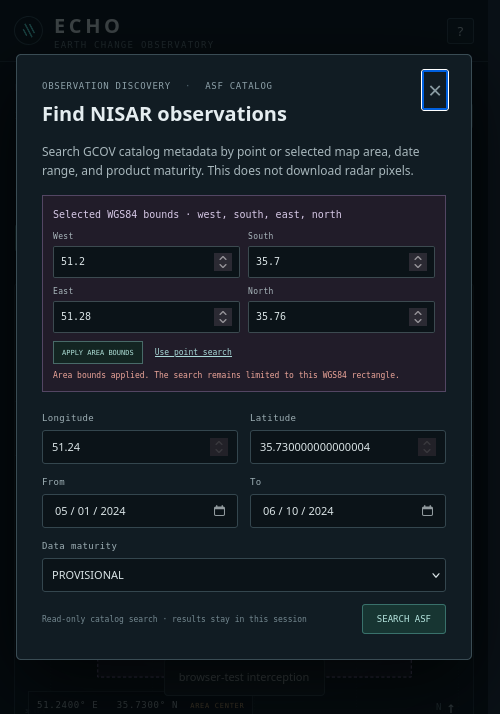 ECHO
EARTH CHANGE OBSERVATORY
?
OBSERVATION DISCOVERY · ASF CATALOG
Find NISAR observations
Search GCOV catalog metadata by point or selected map area, date
range, and product maturity. This does not download radar pixels.
Selected WGS84 bounds · west, south, east, north
West South
51.2 35.7
East North
51.28 35.76
APPLY AREA BOUNDS Use point search
Area bounds applied. The search remains limited to this WGS84 rectangle.
Longitude Latitude
51.24 35.730000000000004
From To
05 / 01 / 2024 06 / 10 / 2024
Data maturity
PROVISIONAL
Read-only catalog search · results stay in this session SEARCH ASF
browser-test interception
51.2400° E 35.7300° N AREA CENTER N